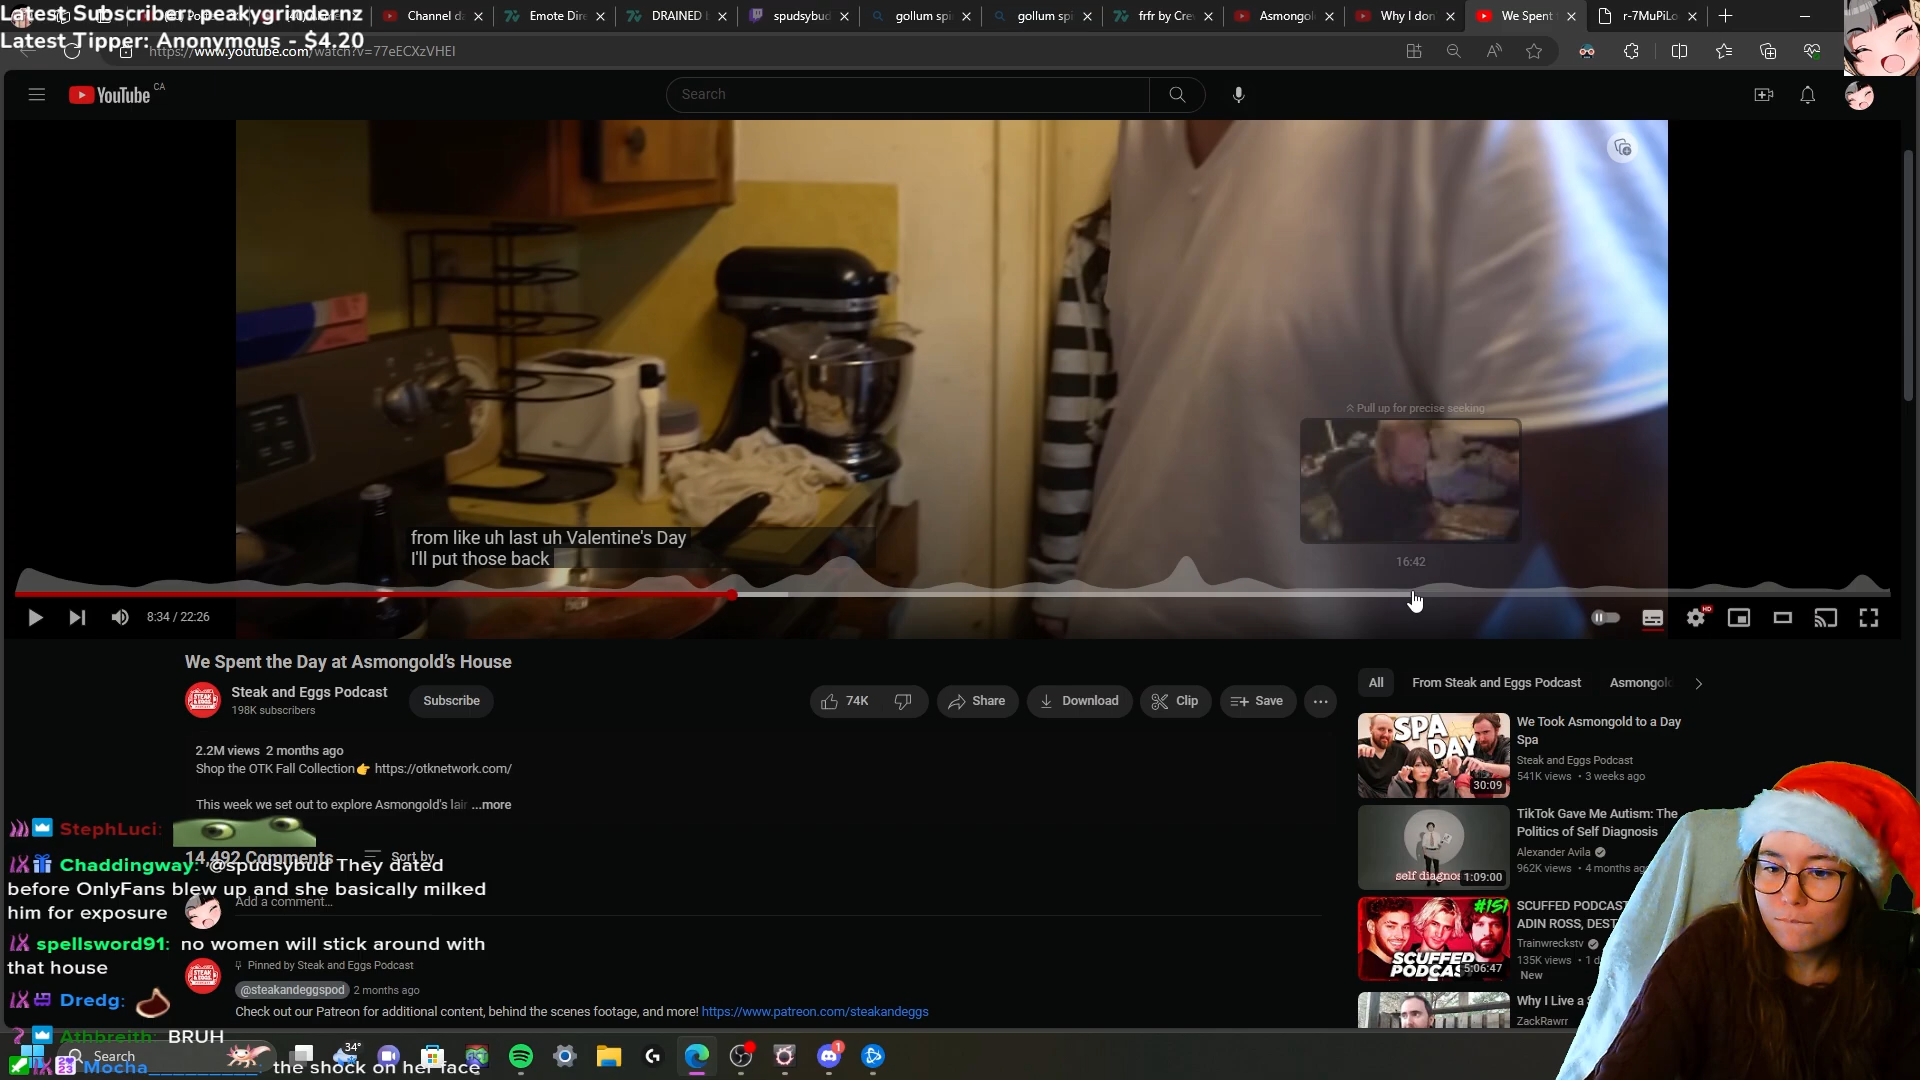 Latest Subscriber: peakygrindernz
Latest Tipper: Anonymous - $4.20
Channel d
Emote Dire
DRAINED
spudsybud
gollum spi
gollum spi
frfr by Cre
Asmongol
Why I don
We Spent
r-7MuPiLo
https://www.youtube.com/watch?v=77eECXzVHEI
YouTube CA
Search
Pull up for precise seeking
from like uh last uh Valentine's Day
I'll put those back
16:42
8:34 / 22:26
HD
We Spent the Day at Asmongold's House
Steak and Eggs Podcast
198K subscribers
Subscribe
74K
Share
Download
Clip
Save
2.2M views 2 months ago
Shop the OTK Fall Collection👉 https://otknetwork.com/
This week we set out to explore Asmongold's lair ...more
14,492 Comments
Sort by
Add a comment...
Pinned by Steak and Eggs Podcast
@steakandeggspod 2 months ago
Check out our Patreon for additional content, behind the scenes footage, and more! https://www.patreon.com/steakandeggs
StephLuci:
Chaddingway: @spudsybud They dated
before OnlyFans blew up and she basically milked
him for exposure
spellsword91: no women will stick around with
that house
Dredg:
Athbreith: BRUH
Mocha__________: the shock on her face
All
From Steak and Eggs Podcast
Asmongold
SPA DAY
30:09
We Took Asmongold to a Day
Spa
Steak and Eggs Podcast
541K views • 3 weeks ago
self diagnos
1:09:00
TikTok Gave Me Autism: The
Politics of Self Diagnosis
Alexander Avila
962K views • 4 months ag
#151
SCUFFED
PODCAS
5:06:47
SCUFFED PODCAST
ADIN ROSS, DEST
Trainwreckstv
135K views • 1 d
New
Why I Live a S
ZackRawrr
Search
34°
1